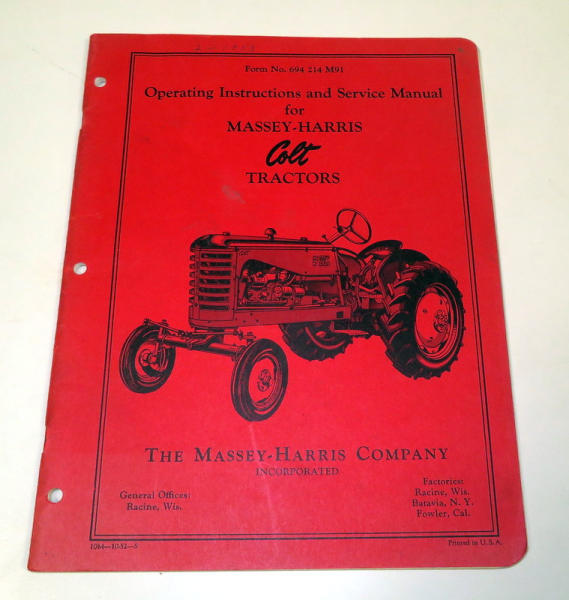 Form No. 694 214 M91
Operating Instructions and Service Manual
for
MASSEY-HARRIS
Colt
TRACTORS
THE MASSEY-HARRIS COMPANY
INCORPORATED
General Offices:
Racine, Wis.
Factories:
Racine, Wis.
Batavia, N. Y.
Fowler, Cal.
1064—10-52—5
Printed in U. S. A.